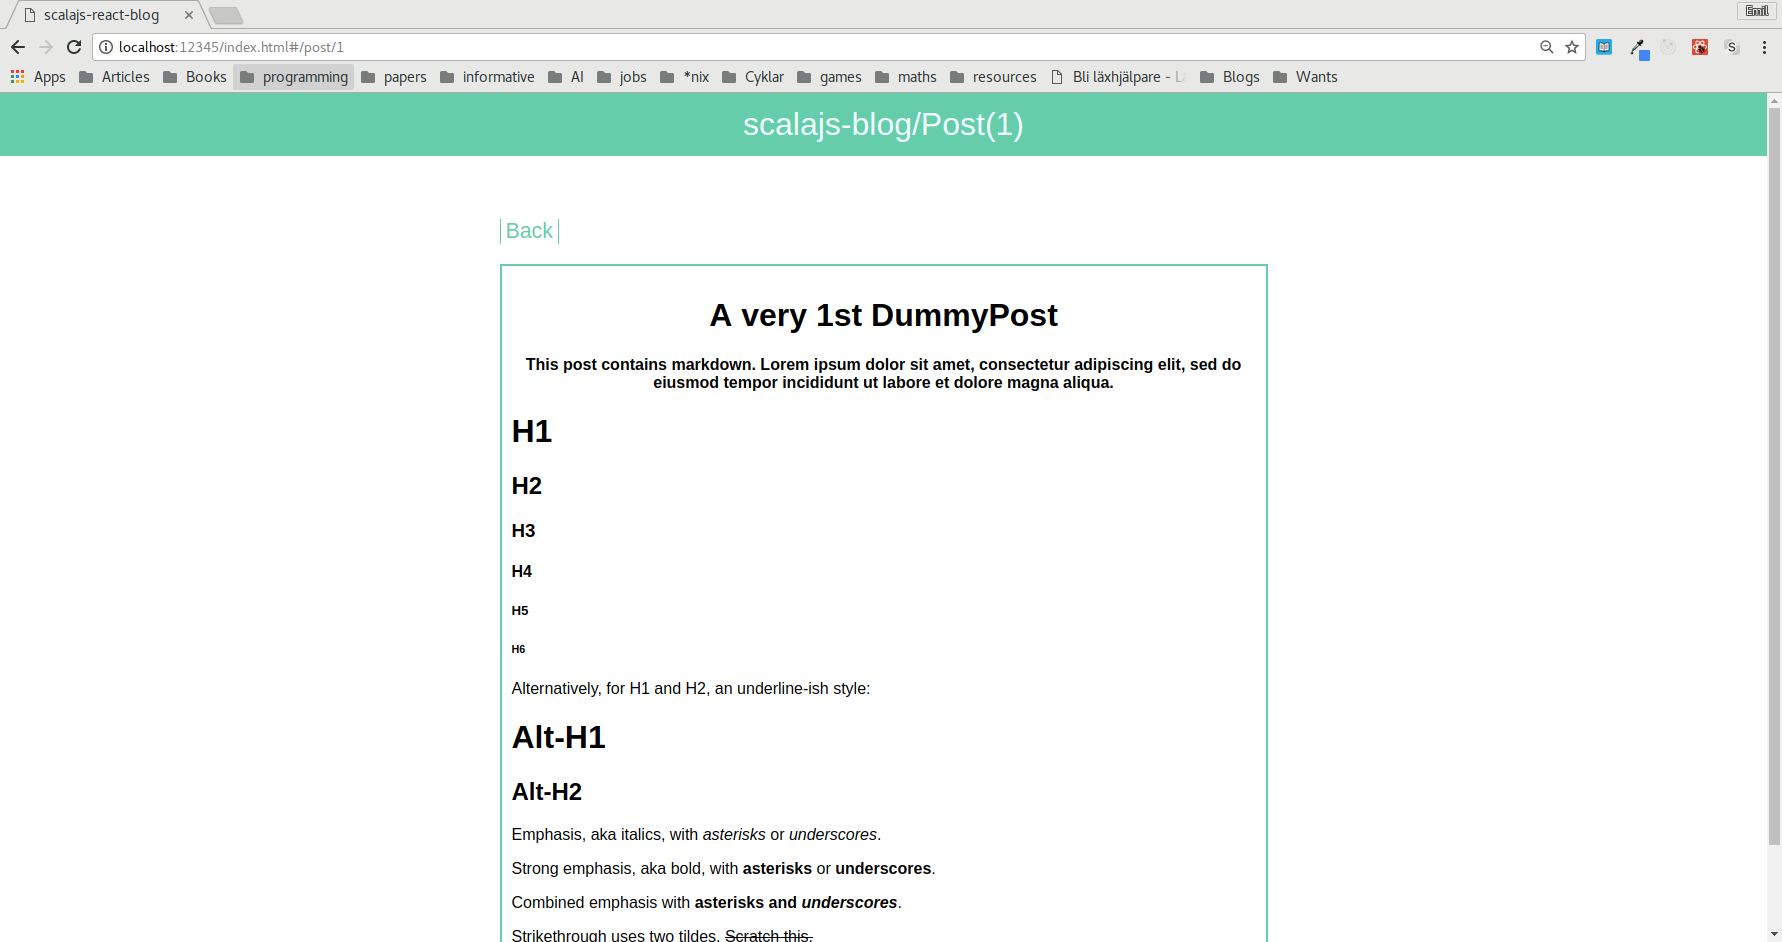 scalajs-react-blog
Emil
localhost:12345/index.html#/post/1
S
Apps Articles Books programming papers informative AI jobs *nix Cyklar games maths resources Bli läxhjälpare - Blogs Wants
scalajs-blog/Post(1)
Back
A very 1st DummyPost
This post contains markdown. Lorem ipsum dolor sit amet, consectetur adipiscing elit, sed do
eiusmod tempor incididunt ut labore et dolore magna aliqua.
H1
H2
H3
H4
H5
H6
Alternatively, for H1 and H2, an underline-ish style:
Alt-H1
Alt-H2
Emphasis, aka italics, with asterisks or underscores.
Strong emphasis, aka bold, with asterisks or underscores.
Combined emphasis with asterisks and underscores.
Strikethrough uses two tildes. Scratch this.